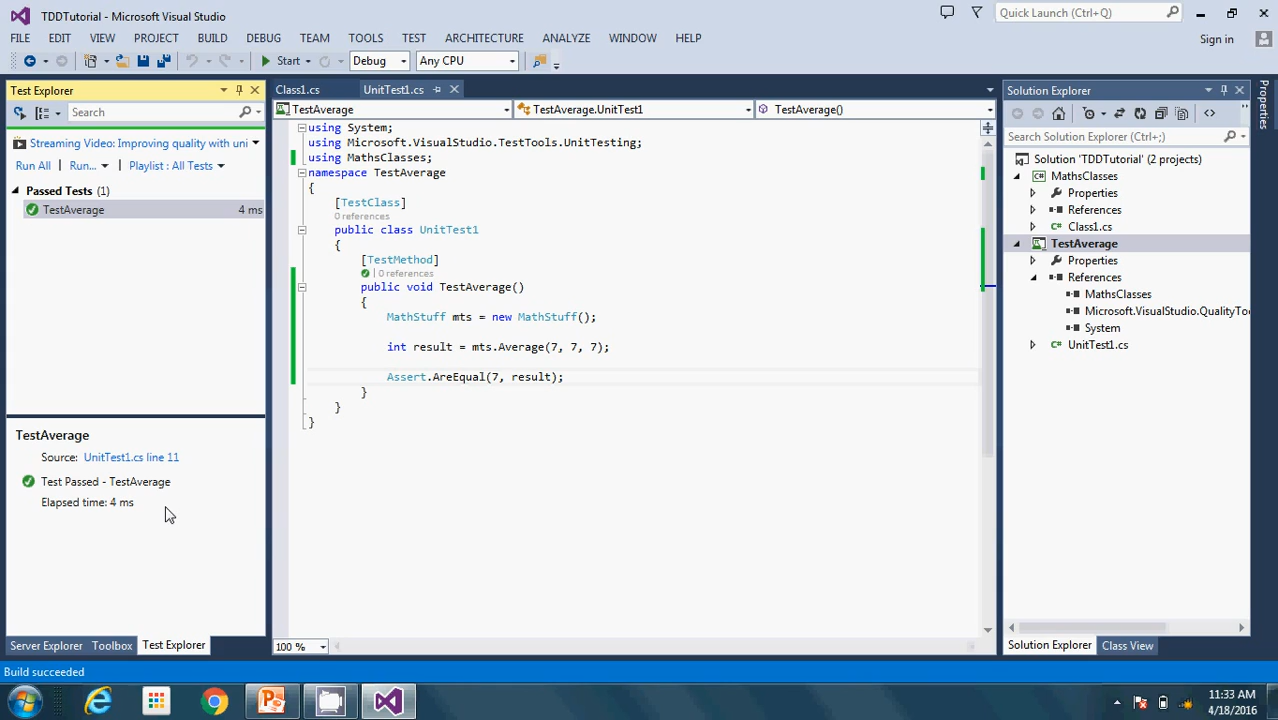 TDDTutorial - Microsoft Visual Studio
Quick Launch (Ctrl+Q)
FILE EDIT VIEW PROJECT BUILD DEBUG TEAM TOOLS TEST ARCHITECTURE ANALYZE WINDOW HELP
Sign in
Start Debug Any CPU
Test Explorer
Search
Streaming Video: Improving quality with uni
Run All Run... Playlist : All Tests
Passed Tests (1)
TestAverage 4 ms
TestAverage
Source: UnitTest1.cs line 11
Test Passed - TestAverage
Elapsed time: 4 ms
Server Explorer Toolbox Test Explorer
Class1.cs UnitTest1.cs
TestAverage TestAverage.UnitTest1 TestAverage()
using System;
using Microsoft.VisualStudio.TestTools.UnitTesting;
using MathsClasses;
namespace TestAverage
{
[TestClass]
0 references
public class UnitTest1
{
[TestMethod]
| 0 references
public void TestAverage()
{
MathStuff mts = new MathStuff();
int result = mts.Average(7, 7, 7);
Assert.AreEqual(7, result);
}
}
}
100 %
Solution Explorer
Search Solution Explorer (Ctrl+;)
Solution 'TDDTutorial' (2 projects)
MathsClasses
Properties
References
C# Class1.cs
TestAverage
Properties
References
MathsClasses
Microsoft.VisualStudio.QualityToo
System
C# UnitTest1.cs
Solution Explorer Class View
Properties
Build succeeded
11:33 AM
4/18/2016